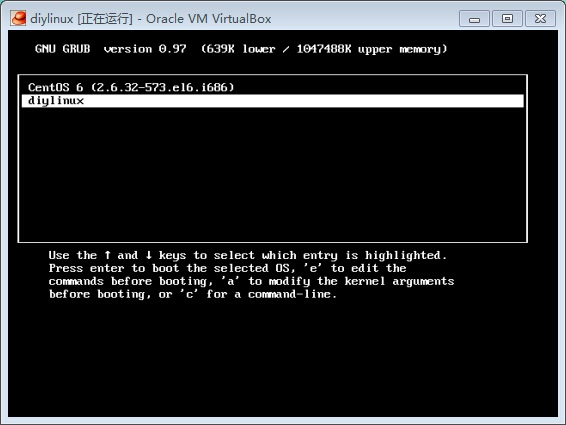 diylinux [正在运行] - Oracle VM VirtualBox
GNU GRUB version 0.97 (639K lower / 1047488K upper memory)
CentOS 6 (2.6.32-573.el6.i686)
diylinux
Use the ↑ and ↓ keys to select which entry is highlighted.
Press enter to boot the selected OS, 'e' to edit the
commands before booting, 'a' to modify the kernel arguments
before booting, or 'c' for a command-line.